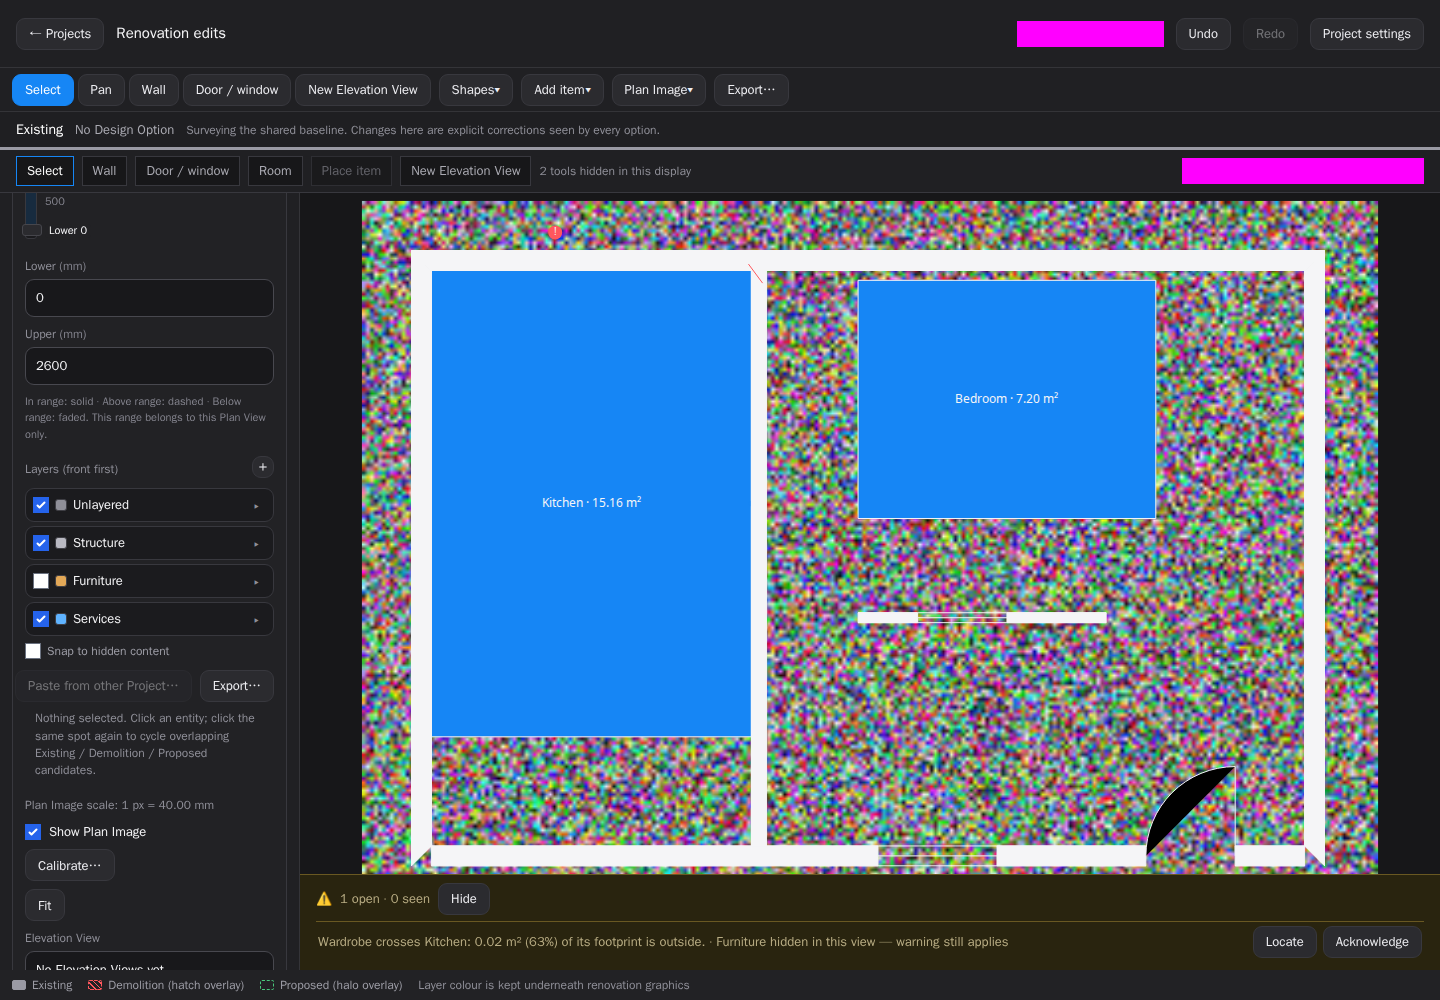 ← Projects
Renovation edits
Undo
Redo
Project settings
Select
Pan
Wall
Door / window
New Elevation View
Shapes▾
Add item▾
Plan Image▾
Export⋯
Existing
No Design Option
Surveying the shared baseline. Changes here are explicit corrections seen by every option.
Select
Wall
Door / window
Room
Place item
New Elevation View
2 tools hidden in this display
500
Lower 0
Lower (mm)
0
Upper (mm)
2600
In range: solid · Above range: dashed · Below
range: faded. This range belongs to this Plan View
only.
Layers (front first)
+
Unlayered
Structure
Furniture
Services
Snap to hidden content
Paste from other Project⋯
Export⋯
Nothing selected. Click an entity; click the
same spot again to cycle overlapping
Existing / Demolition / Proposed
candidates.
Plan Image scale: 1 px = 40.00 mm
Show Plan Image
Calibrate⋯
Fit
Elevation View
No Elevation Views yet
!
Kitchen · 15.16 m²
Bedroom · 7.20 m²
1 open · 0 seen
Hide
Wardrobe crosses Kitchen: 0.02 m² (63%) of its footprint is outside. · Furniture hidden in this view — warning still applies
Locate
Acknowledge
Existing
Demolition (hatch overlay)
Proposed (halo overlay)
Layer colour is kept underneath renovation graphics